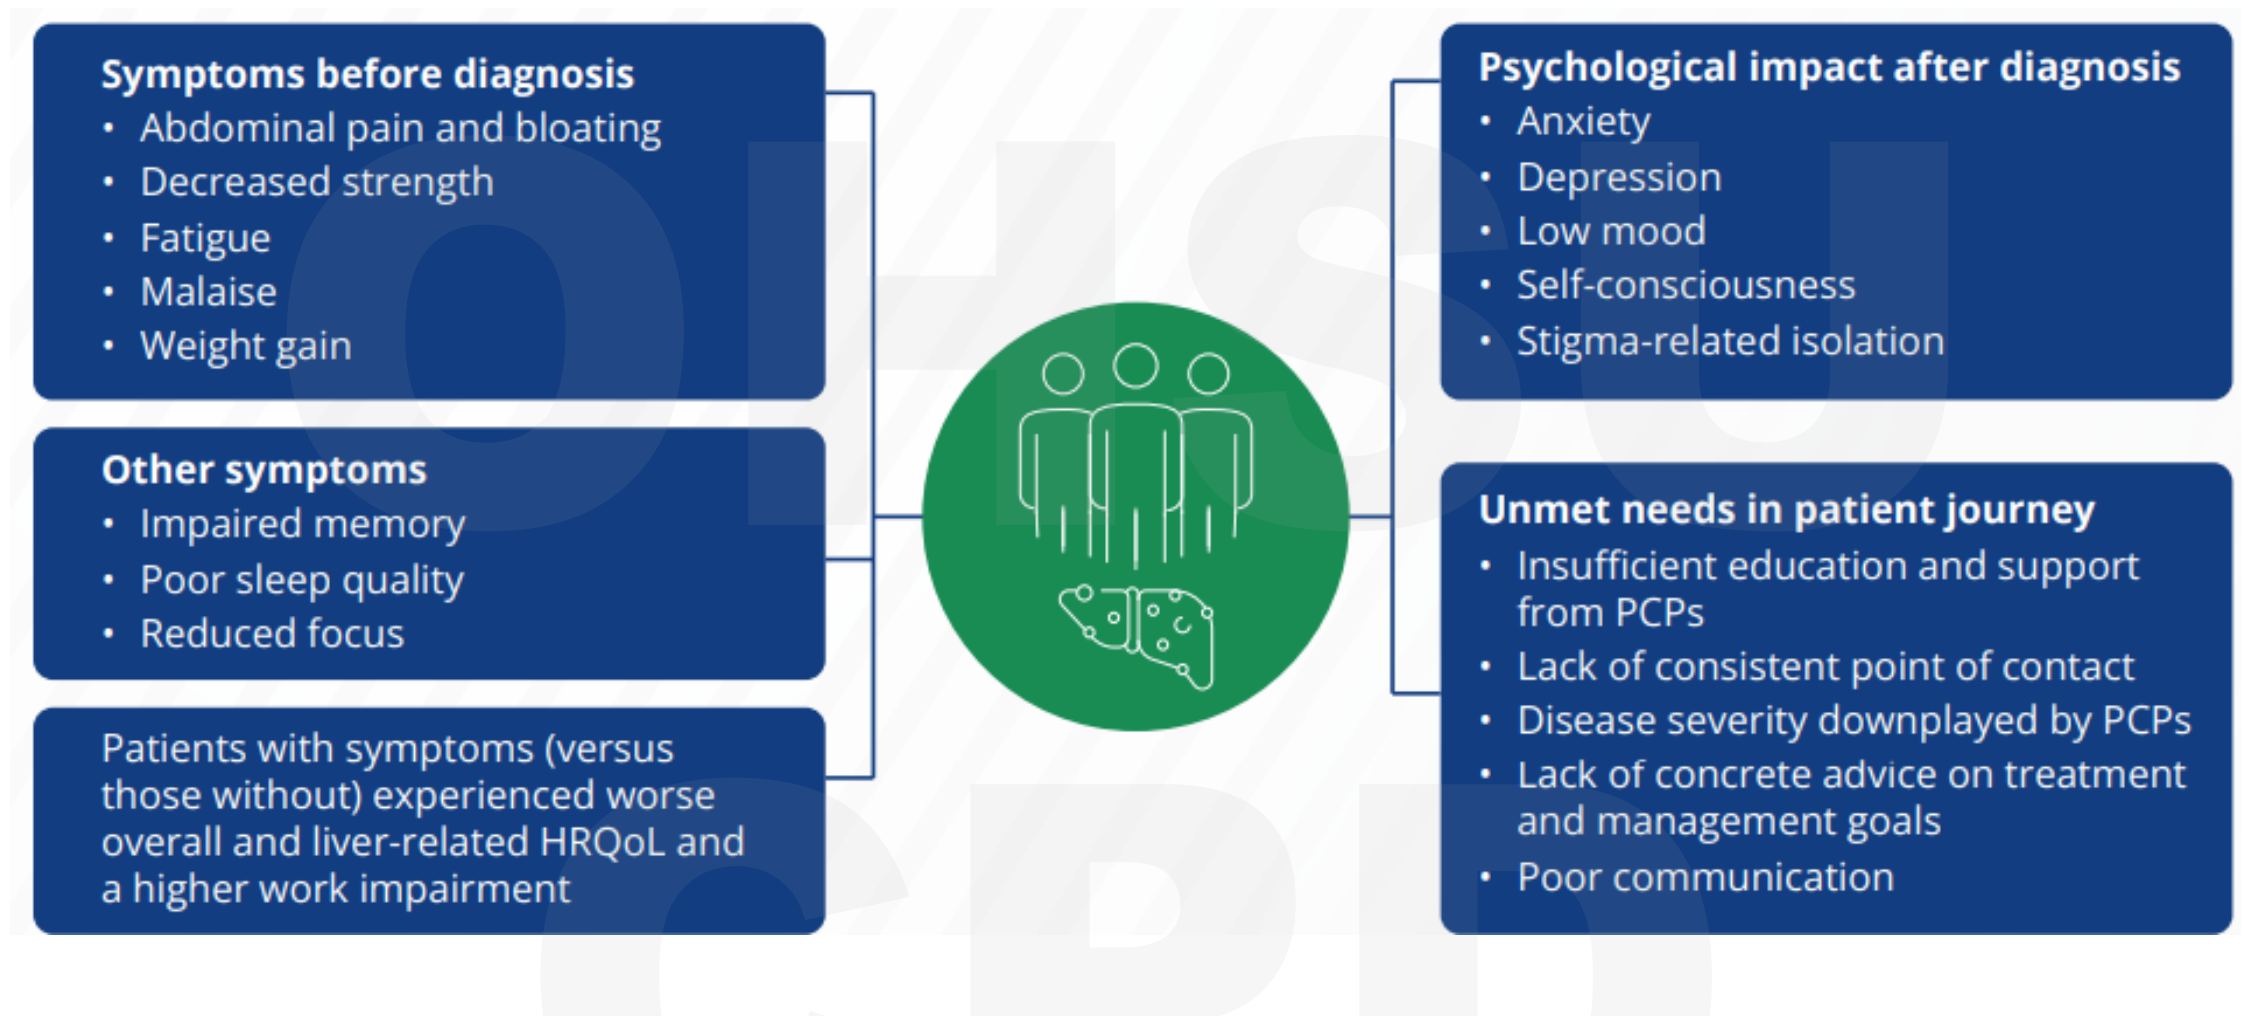 Symptoms before diagnosis
• Abdominal pain and bloating
• Decreased strength
• Fatigue
• Malaise
• Weight gain
Other symptoms
• Impaired memory
• Poor sleep quality
• Reduced focus
Patients with symptoms (versus
those without) experienced worse
overall and liver-related HRQoL and
a higher work impairment
Psychological impact after diagnosis
• Anxiety
• Depression
• Low mood
• Self-consciousness
• Stigma-related isolation
Unmet needs in patient journey
• Insufficient education and support
from PCPs
• Lack of consistent point of contact
• Disease severity downplayed by PCPs
• Lack of concrete advice on treatment
and management goals
• Poor communication
OHSU
CPD